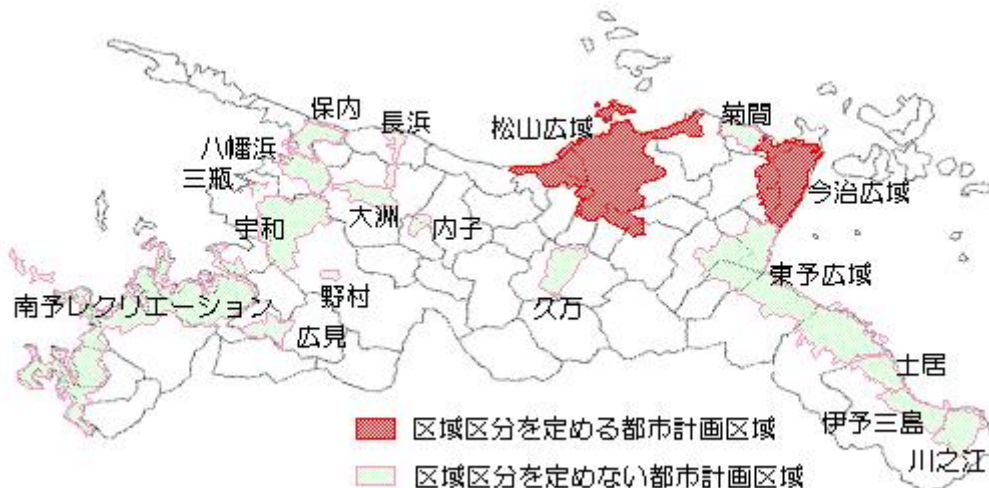 保内
長浜
松山広域
菊間
八幡浜
三瓶
今治広域
宇和
大洲
内子
東予広域
南予レクリエーション
野村
久万
広見
土居
伊予三島
川之江
区域区分を定める都市計画区域
区域区分を定めない都市計画区域